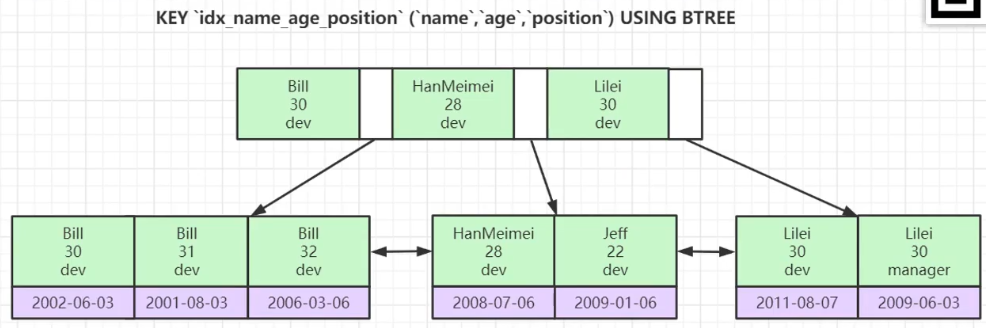 KEY `idx_name_age_position` (`name`,`age`,`position`) USING BTREE
Bill
30
dev
HanMeimei
28
dev
Lilei
30
dev
Bill
30
dev
2002-06-03
Bill
31
dev
2001-08-03
Bill
32
dev
2006-03-06
HanMeimei
28
dev
2008-07-06
Jeff
22
dev
2009-01-06
Lilei
30
dev
2011-08-07
Lilei
30
manager
2009-06-03